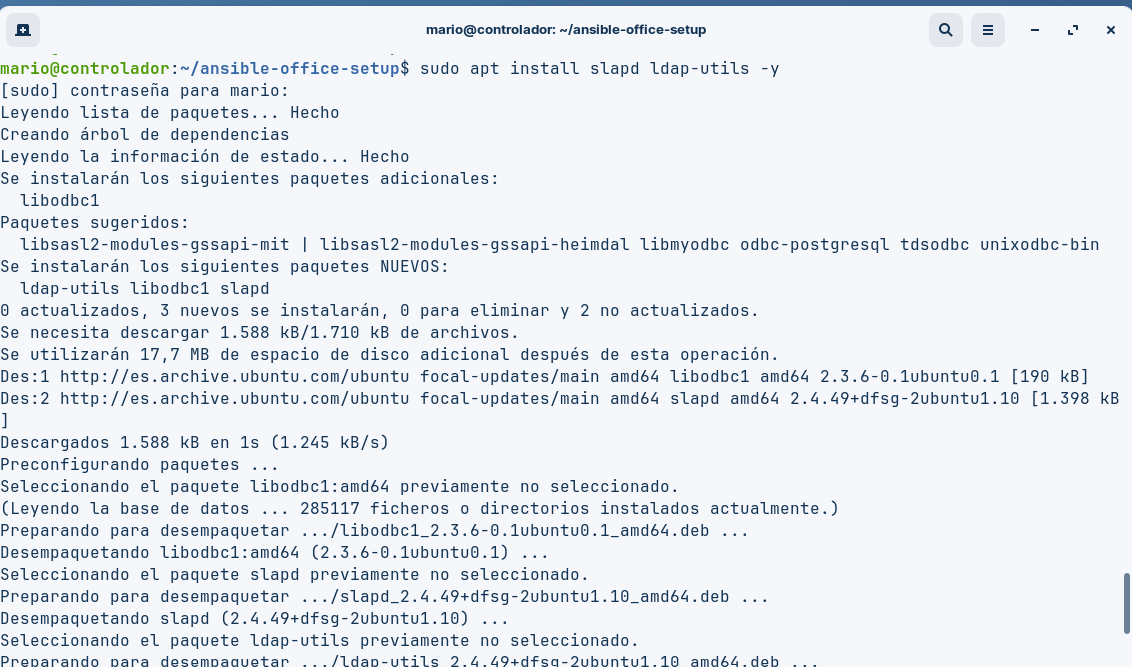 mario@controlador: ~/ansible-office-setup
mario@controlador:~/ansible-office-setup$ sudo apt install slapd ldap-utils -y
[sudo] contraseña para mario:
Leyendo lista de paquetes... Hecho
Creando árbol de dependencias
Leyendo la información de estado... Hecho
Se instalarán los siguientes paquetes adicionales:
  libodbc1
Paquetes sugeridos:
  libsasl2-modules-gssapi-mit | libsasl2-modules-gssapi-heimdal libmyodbc odbc-postgresql tdsodbc unixodbc-bin
Se instalarán los siguientes paquetes NUEVOS:
  ldap-utils libodbc1 slapd
0 actualizados, 3 nuevos se instalarán, 0 para eliminar y 2 no actualizados.
Se necesita descargar 1.588 kB/1.710 kB de archivos.
Se utilizarán 17,7 MB de espacio de disco adicional después de esta operación.
Des:1 http://es.archive.ubuntu.com/ubuntu focal-updates/main amd64 libodbc1 amd64 2.3.6-0.1ubuntu0.1 [190 kB]
Des:2 http://es.archive.ubuntu.com/ubuntu focal-updates/main amd64 slapd amd64 2.4.49+dfsg-2ubuntu1.10 [1.398 kB
]
Descargados 1.588 kB en 1s (1.245 kB/s)
Preconfigurando paquetes ...
Seleccionando el paquete libodbc1:amd64 previamente no seleccionado.
(Leyendo la base de datos ... 285117 ficheros o directorios instalados actualmente.)
Preparando para desempaquetar .../libodbc1_2.3.6-0.1ubuntu0.1_amd64.deb ...
Desempaquetando libodbc1:amd64 (2.3.6-0.1ubuntu0.1) ...
Seleccionando el paquete slapd previamente no seleccionado.
Preparando para desempaquetar .../slapd_2.4.49+dfsg-2ubuntu1.10_amd64.deb ...
Desempaquetando slapd (2.4.49+dfsg-2ubuntu1.10) ...
Seleccionando el paquete ldap-utils previamente no seleccionado.
Preparando para desempaquetar .../ldap-utils_2.4.49+dfsg-2ubuntu1.10_amd64.deb ...